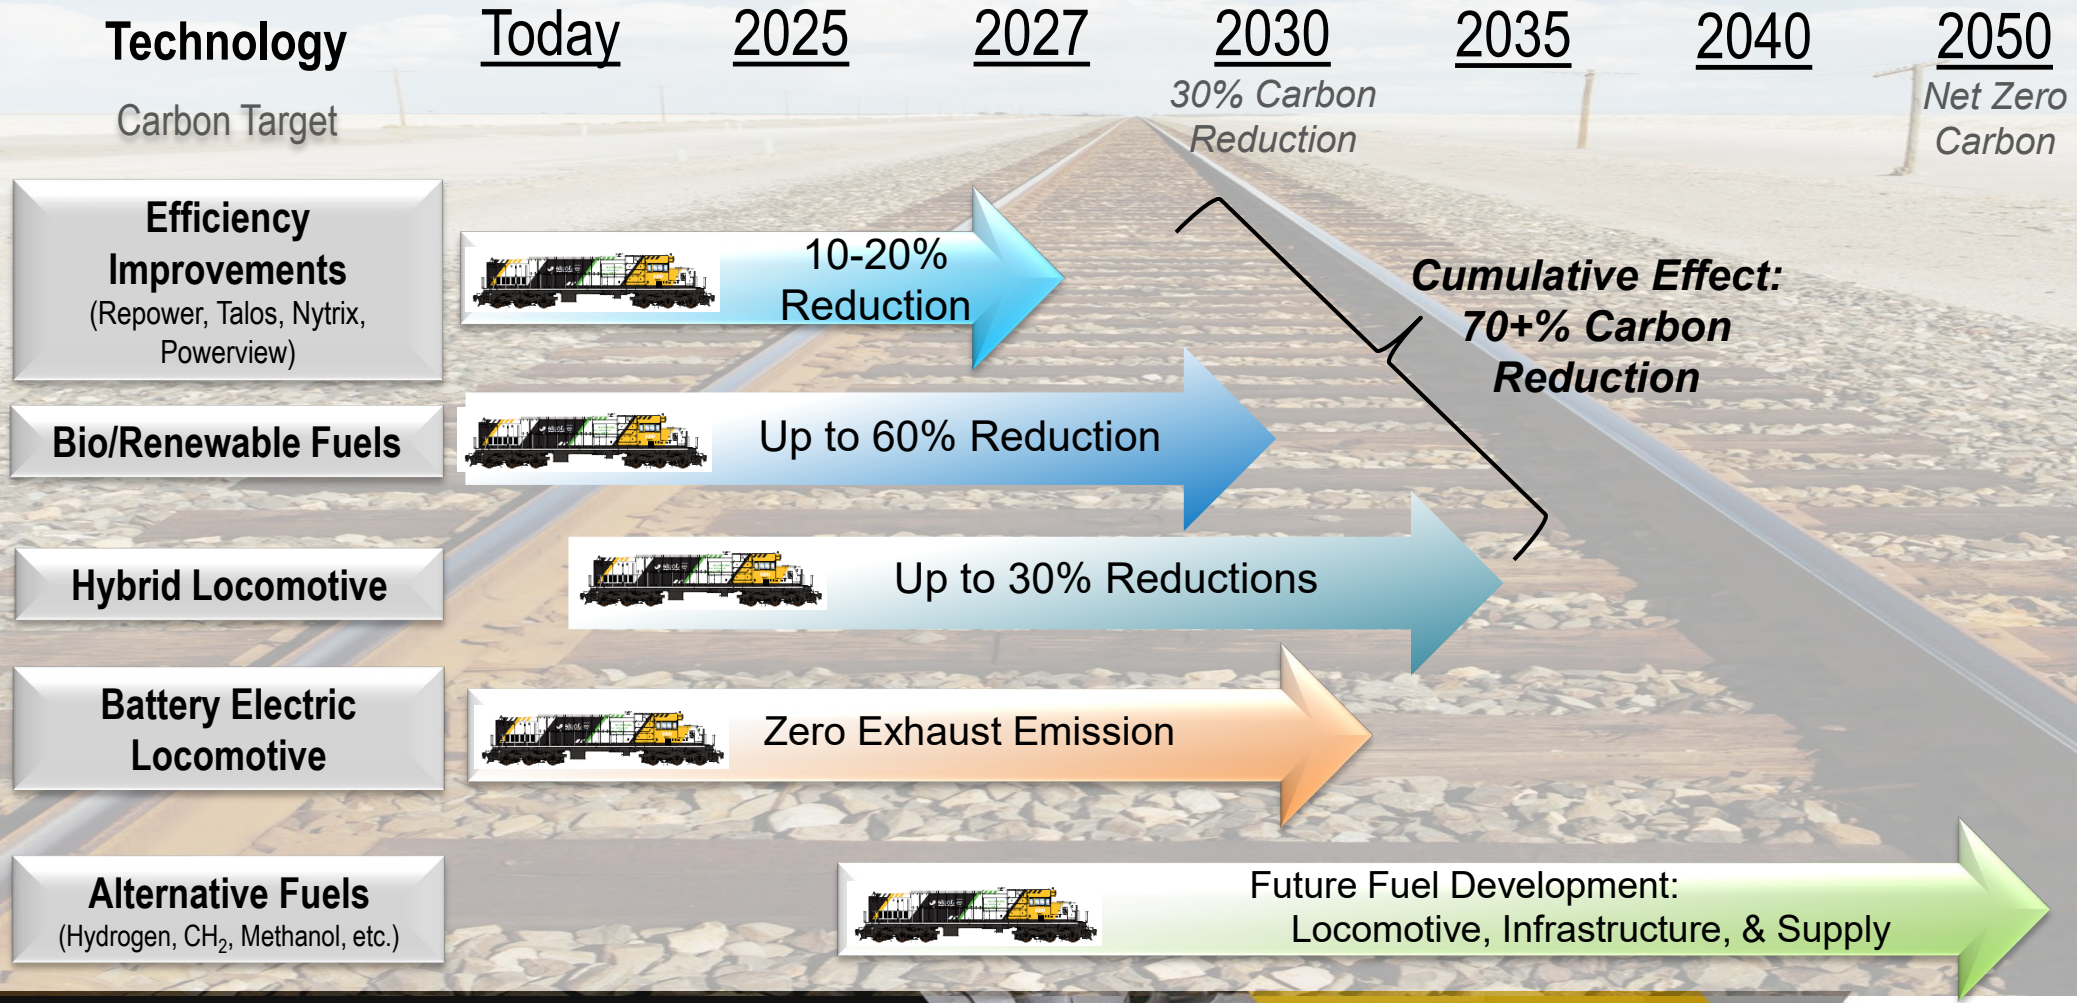 Technology Today 2025 2027 2030 2035 2040 2050
Carbon Target
30% Carbon
Reduction
Net Zero
Carbon
Efficiency
Improvements
(Repower, Talos, Nytrix,
Powerview)
10-20%
Reduction
Cumulative Effect:
70+% Carbon
Reduction
Bio/Renewable Fuels
Up to 60% Reduction
Hybrid Locomotive
Up to 30% Reductions
Battery Electric
Locomotive
Zero Exhaust Emission
Alternative Fuels
(Hydrogen, CH₂, Methanol, etc.)
Future Fuel Development:
Locomotive, Infrastructure, & Supply